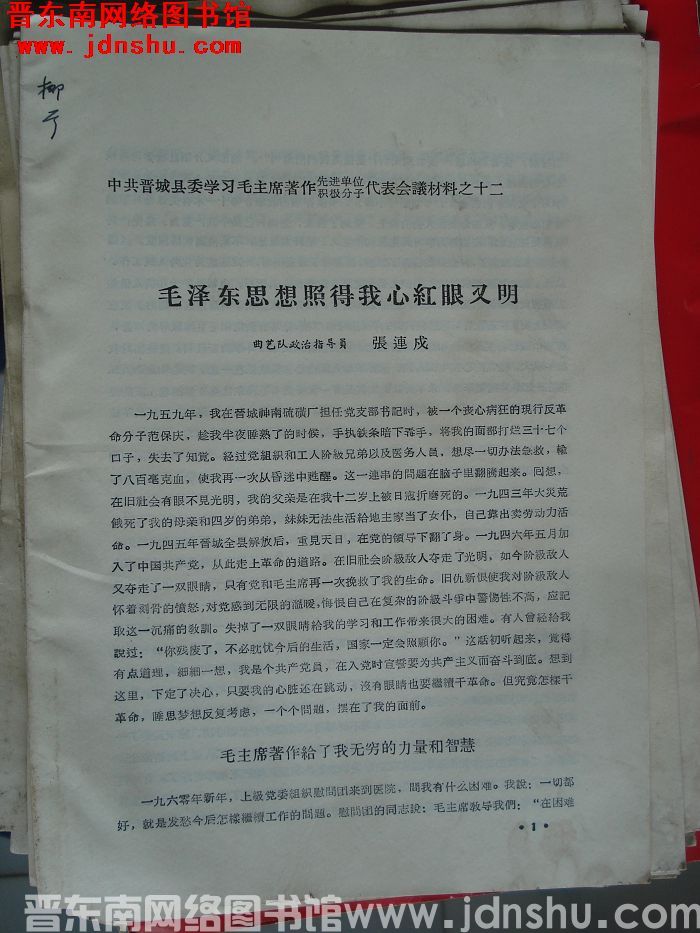 晋东南网络图书馆
www.jdnshu.com
柳
中共晋城县委学习毛主席著作先进单位积极分子代表会議材料之十二
毛泽东思想照得我心紅眼又明
曲艺队政治指导員 張連成
一九五九年，我在晉城神南硫磺厂担任党支部书記时，被一个丧心病狂的現行反革
命分子范保庆，趁我半夜睡熟了的时候，手执铁条暗下毒手，将我的面部打烂三十七个
口子，失去了知覚。经过党組织和工人阶級兄弟以及医务人員，想尽一切办法急救，輸
了八百毫克血，使我再一次从昏迷中甦醒。这一連串的問題在脑子里翻腾起来。囘想，
在旧社会有眼不見光明，我的父亲是在我十二岁上被日寇折磨死的。一九四三年大灾荒
餓死了我的母亲和四岁的弟弟，妹妹无法生活給地主家当了女仆，自己靠出卖劳动力活
命。一九四五年晉城全县解放后，重見天日，在党的領导下翻了身。一九四六年五月加
入了中国共产党，从此走上革命的道路。在旧社会阶級敌人夺走了光明，如今阶級敌人
又夺走了一双眼睛，只有党和毛主席再一次挽救了我的生命。旧仇新恨使我对阶級敌人
怀着刻骨的愤怒，对党感到无限的溫暖，悔恨自己在复杂的阶級斗爭中警惕性不高，应記
取这一沉痛的敎訓。失掉了一双眼睛給我的学习和工作带来很大的困难。有人曾经給我
說过：“你残废了，不必躭忧今后的生活，国家一定会照顾你。”这話初听起来，覚得
有点道理，細細一想，我是个共产党員，在入党时宣誓要为共产主义而奋斗到底。想到
这里，下定了决心，只要我的心脏还在跳动，沒有眼睛也要繼續干革命。但究竟怎樣干
革命，睡思梦想反复考虑，一个个問題，摆在了我的面前。
毛主席著作給了我无穷的力量和智慧
一九六零年新年，上級党委組织慰問团来到医院，問我有什么困难。我說：一切都
好，就是发愁今后怎樣繼續工作的問題。慰問团的同志說：毛主席敎导我們：“在困难
·1·
晋东南网络图书馆 www.jdnshu.com